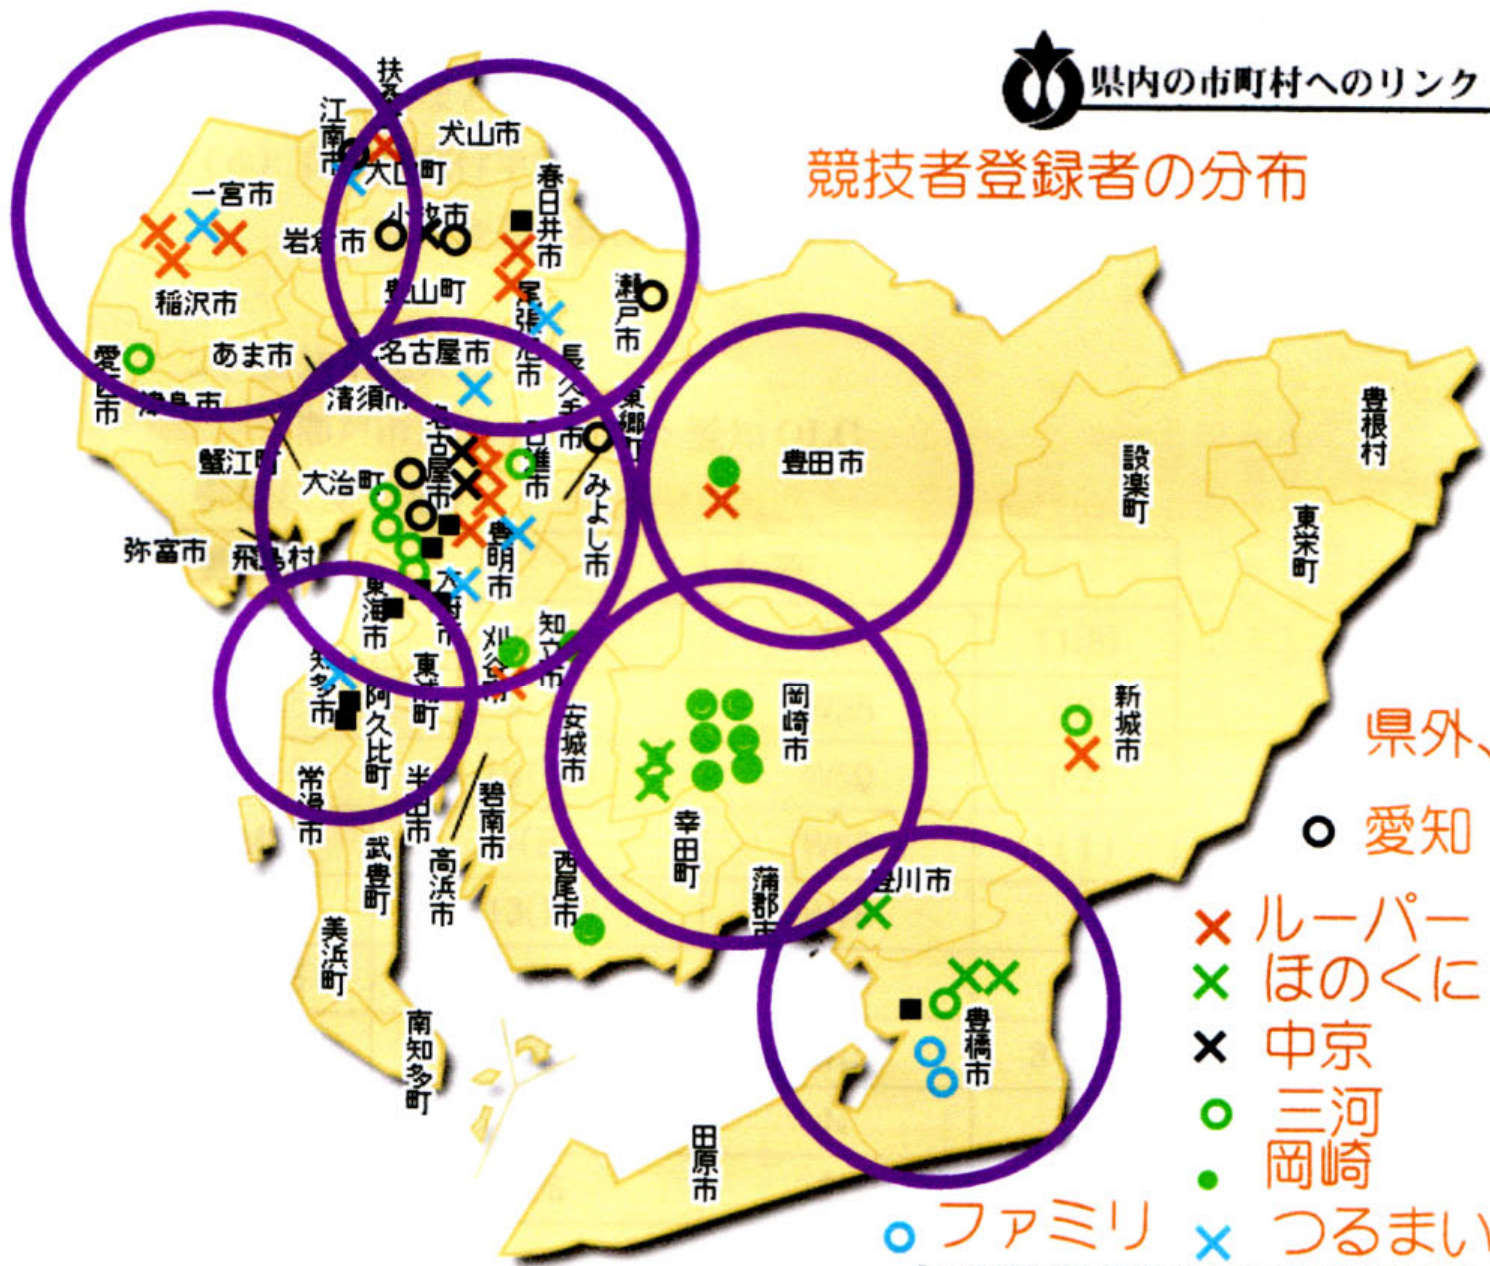 県内の市町村へのリンク
競技者登録者の分布
江南市
犬山市
大口町
春日井市
一宮市
岩倉市
小牧市
豊山町
稲沢市
瀬戸市
尾張旭市
あま市
名古屋市
長久手市
愛西市
津島市
清須市
東郷町
名古屋市
日進市
豊田市
設楽町
豊根村
蟹江町
大治町
みよし市
東栄町
弥富市
飛島村
豊明市
東海市
大府市
刈谷市
知立市
知多市
東浦町
阿久比町
安城市
岡崎市
新城市
県外、
常滑市
半田市
碧南市
幸田町
愛知
武豊町
高浜市
西尾市
蒲郡市
豊川市
ルーパー
美浜町
ほのくに
南知多町
豊橋市
中京
三河
田原市
岡崎
ファミリ
つるまい